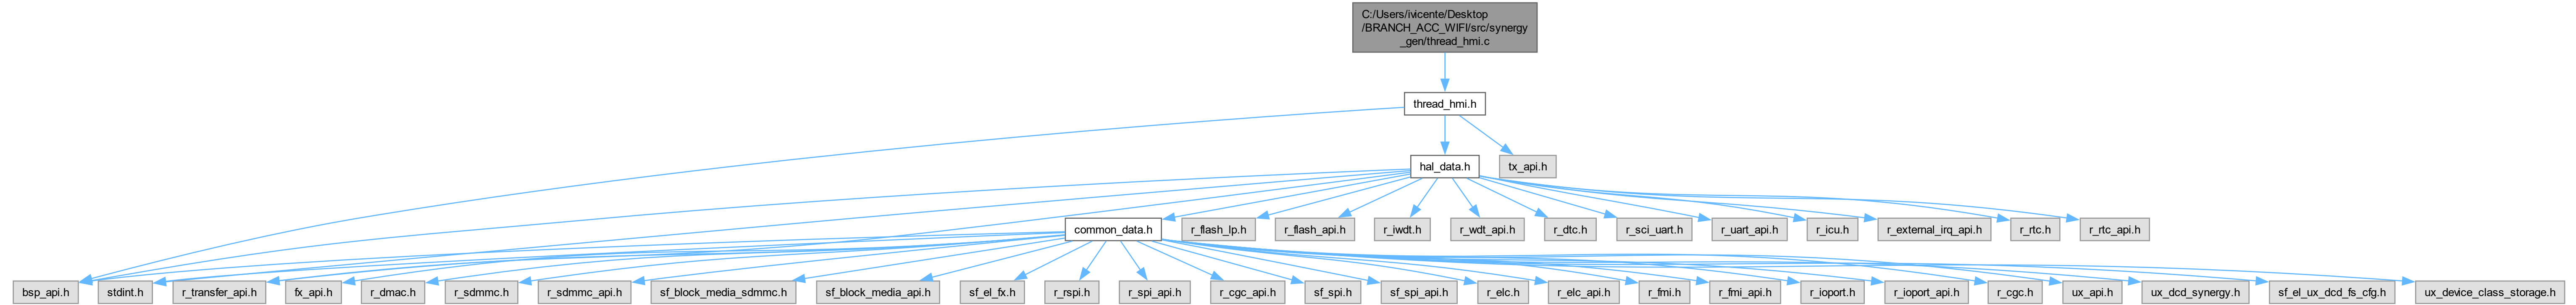 C:/Users/ivicente/Desktop
/BRANCH_ACC_WIFI/src/synergy
_gen/thread_hmi.c
thread_hmi.h
hal_data.h
tx_api.h
common_data.h
r_flash_lp.h
r_flash_api.h
r_iwdt.h
r_wdt_api.h
r_dtc.h
r_sci_uart.h
r_uart_api.h
r_icu.h
r_external_irq_api.h
r_rtc.h
r_rtc_api.h
bsp_api.h
stdint.h
r_transfer_api.h
fx_api.h
r_dmac.h
r_sdmmc.h
r_sdmmc_api.h
sf_block_media_sdmmc.h
sf_block_media_api.h
sf_el_fx.h
r_rspi.h
r_spi_api.h
r_cgc_api.h
sf_spi.h
sf_spi_api.h
r_elc.h
r_elc_api.h
r_fmi.h
r_fmi_api.h
r_ioport.h
r_ioport_api.h
r_cgc.h
ux_api.h
ux_dcd_synergy.h
sf_el_ux_dcd_fs_cfg.h
ux_device_class_storage.h